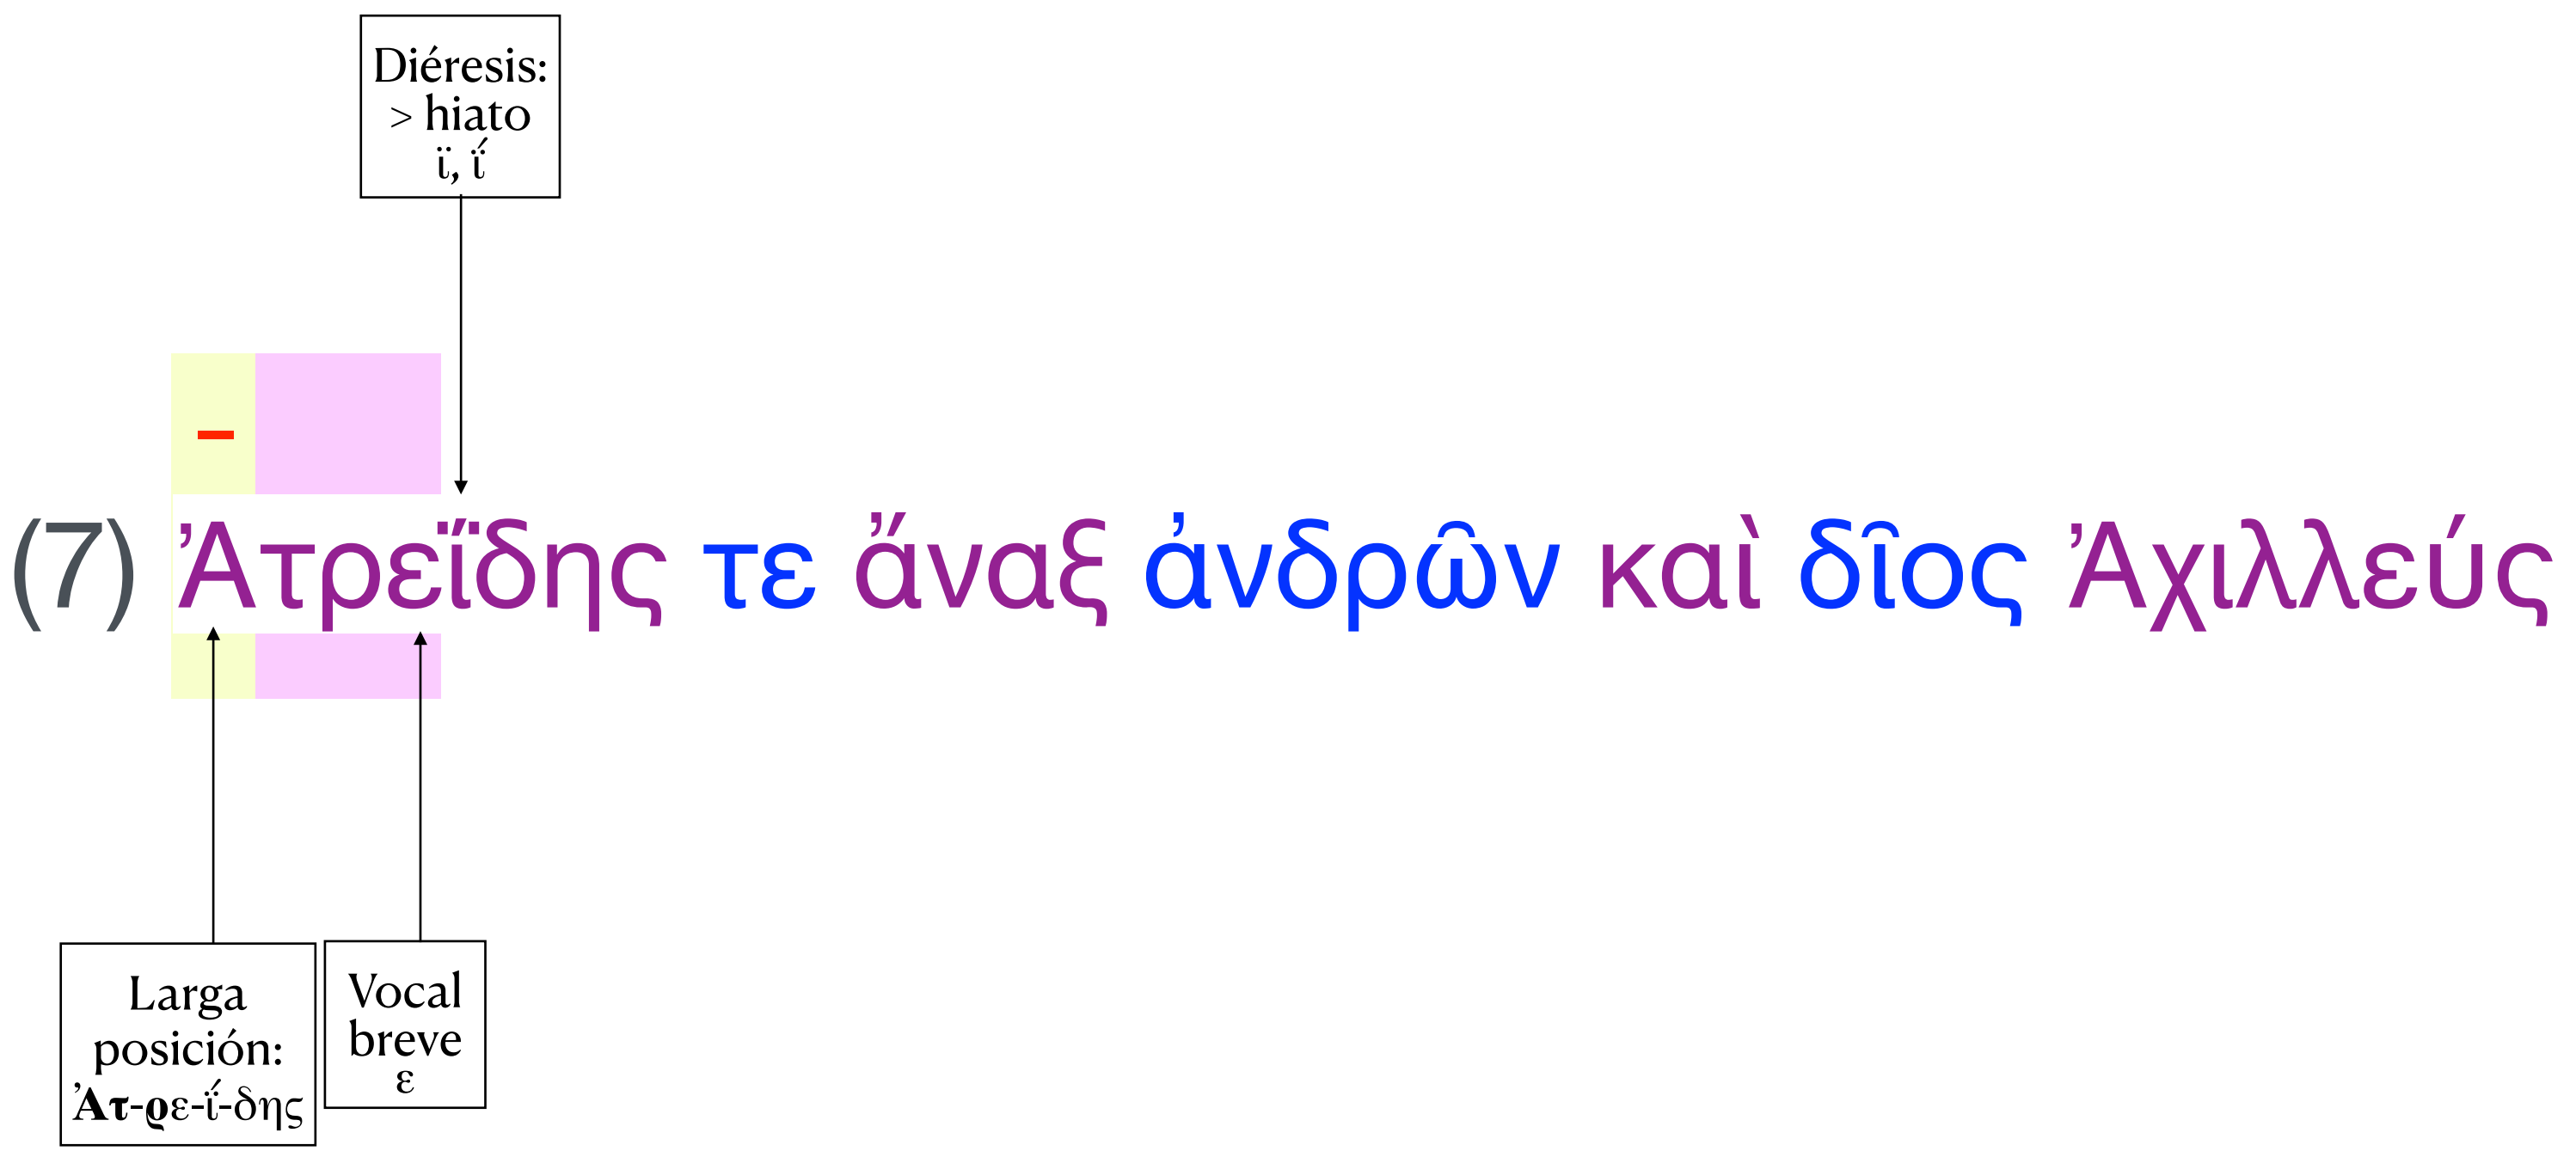 Diéresis:
> hiato
ϊ, ΐ
–
(7) Ἀτρεΐδης τε ἄναξ ἀνδρῶν καὶ δῖος Ἀχιλλεύς
Larga
posición:
Ἀτ-ρε-ΐ-δης
Vocal
breve
ε